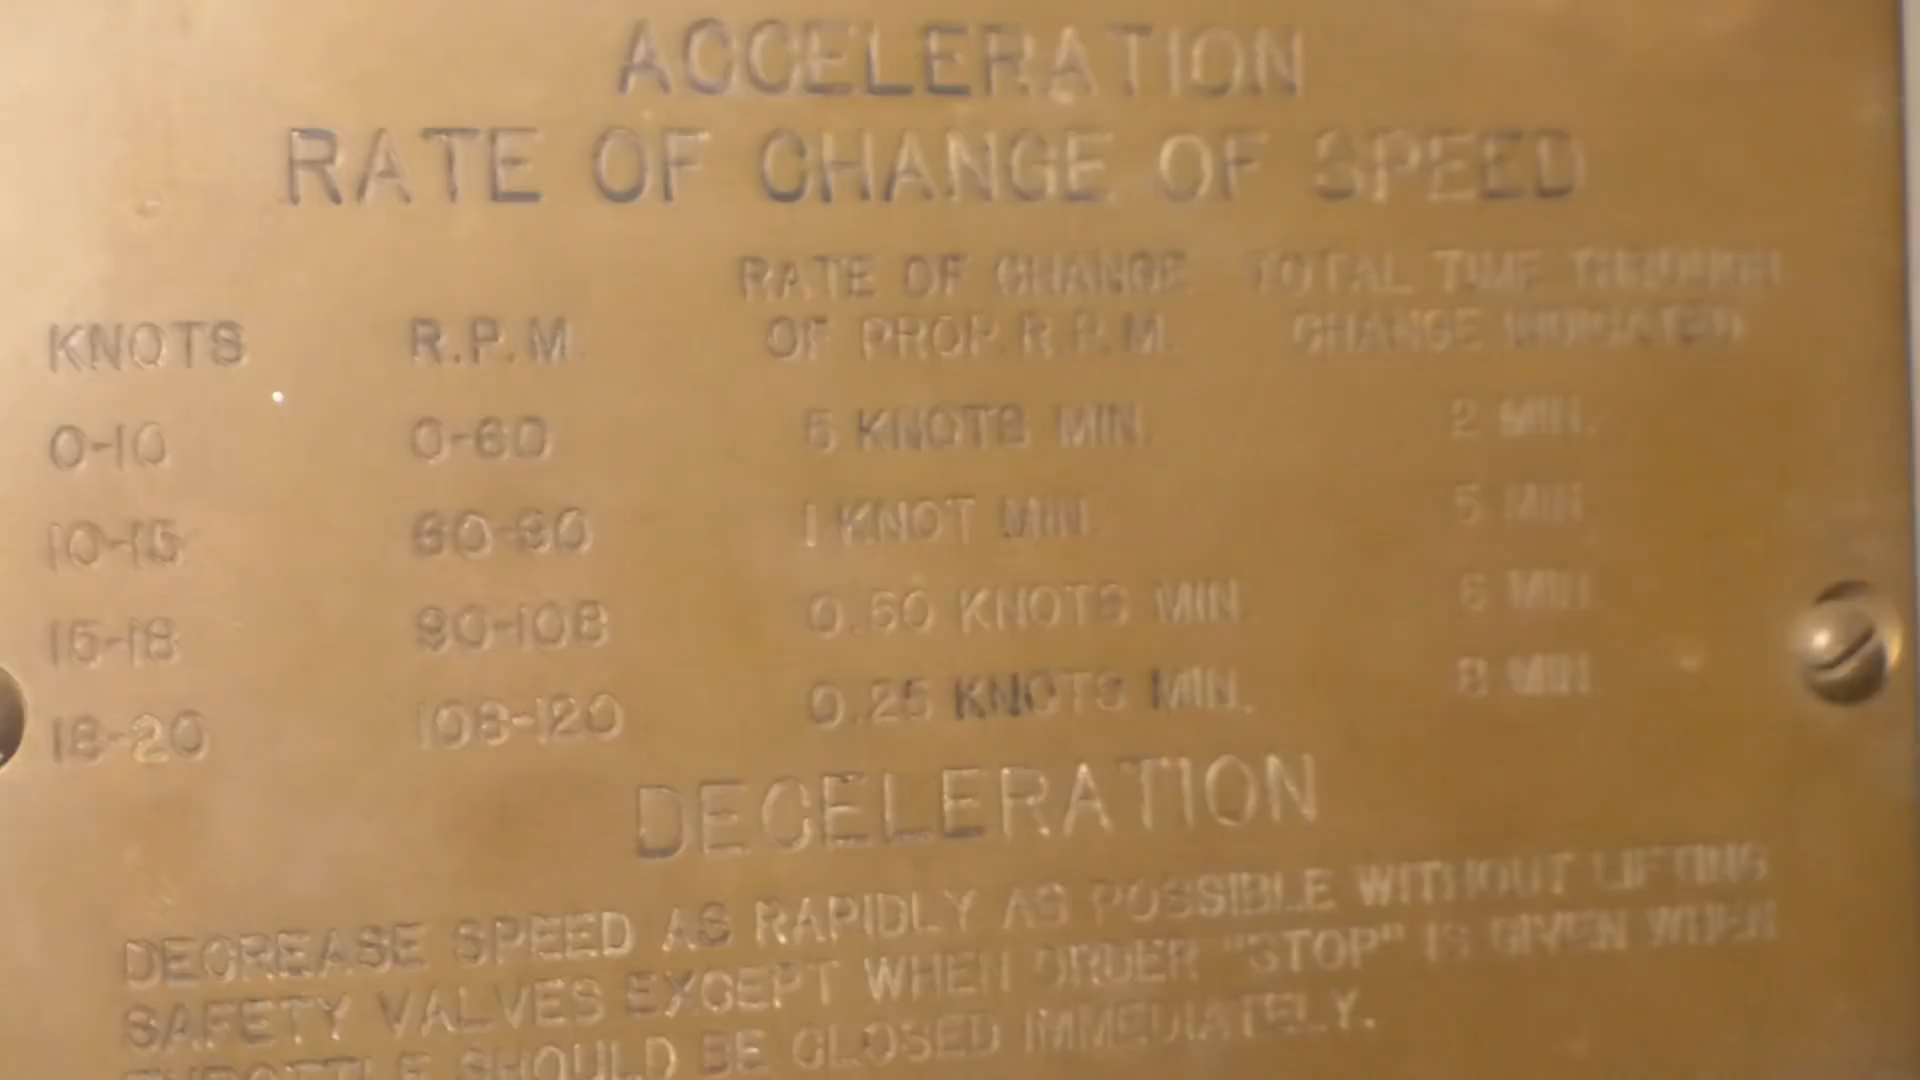 ACCELERATION
RATE OF CHANGE OF SPEED
RATE OF CHANGE TOTAL TIME THROUGH
KNOTS R.P.M. OF PROP. R.P.M. CHANGE INDICATED
0-10 0-60 5 KNOTS MIN. 2 MIN.
10-15 60-90 1 KNOT MIN. 5 MIN.
15-18 90-108 0.50 KNOTS MIN. 6 MIN.
18-20 108-120 0.25 KNOTS MIN. 8 MIN.
DECELERATION
DECREASE SPEED AS RAPIDLY AS POSSIBLE WITHOUT LIFTING
SAFETY VALVES EXCEPT WHEN ORDER "STOP" IS GIVEN WHEN
THROTTLE SHOULD BE CLOSED IMMEDIATELY.